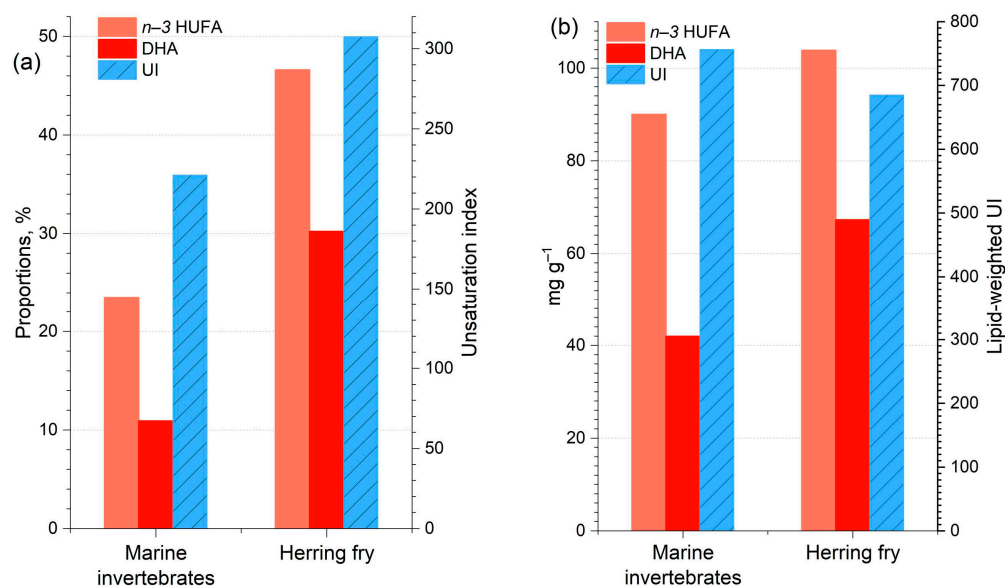 (a)
n–3 HUFA
DHA
UI
Proportions, %
50
40
30
20
10
0
300
250
200
150
100
50
0
Unsaturation index
Marine
invertebrates
Herring fry
(b)
n–3 HUFA
DHA
UI
mg g⁻¹
100
80
60
40
20
0
800
700
600
500
400
300
200
100
0
Lipid-weighted UI
Marine
invertebrates
Herring fry